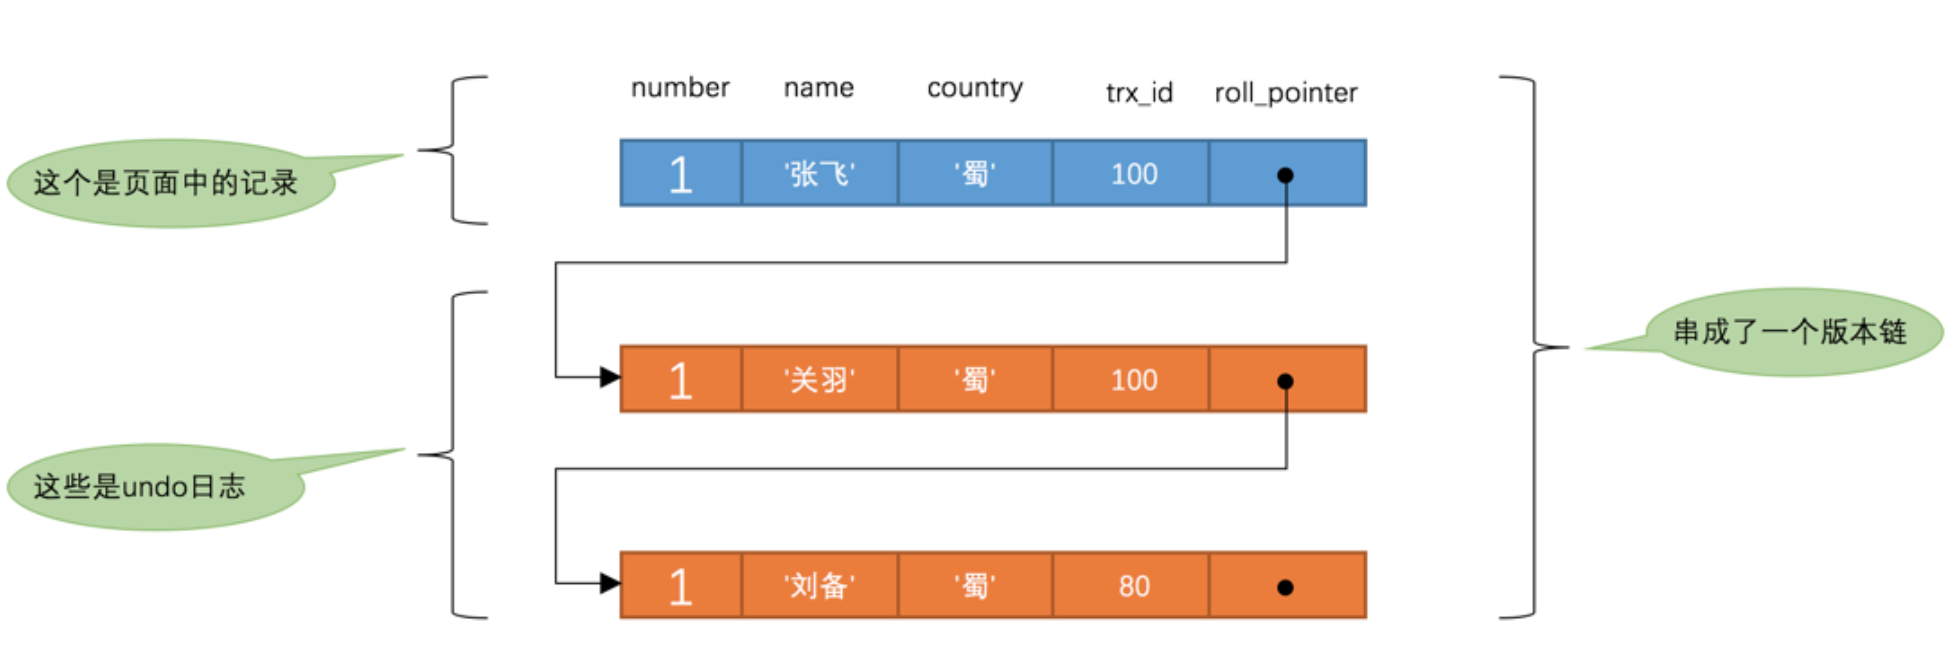 number name country trx_id roll_pointer
这个是页面中的记录
1 '张飞' '蜀' 100
串成了一个版本链
1 '关羽' '蜀' 100
这些是undo日志
1 '刘备' '蜀' 80